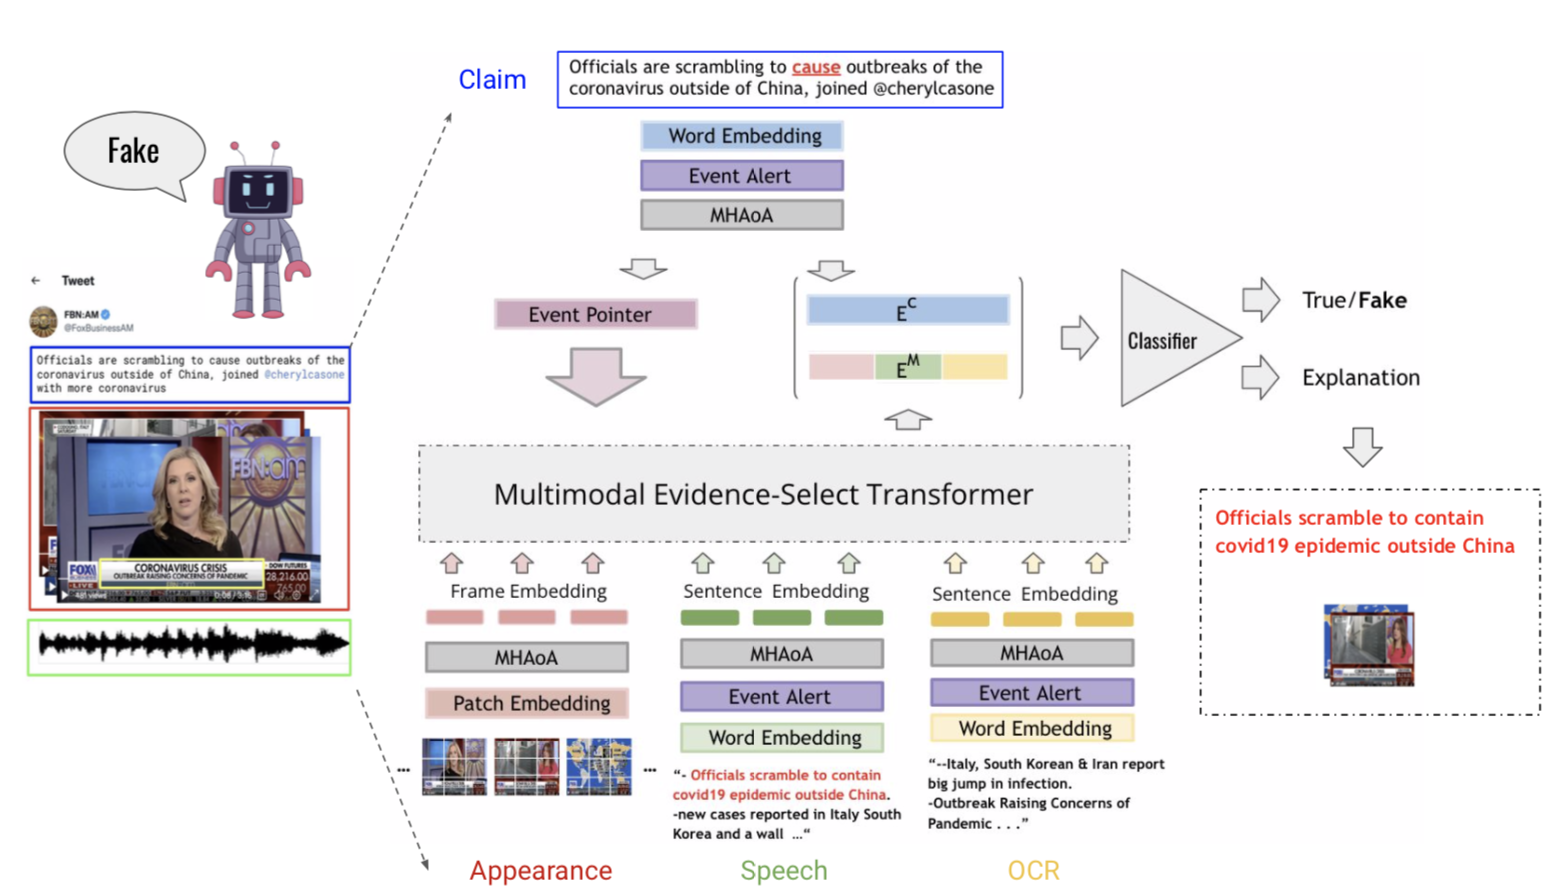 Claim
Officials are scrambling to cause outbreaks of the
coronavirus outside of China, joined @cherylcasone
Word Embedding
Event Alert
MHAoA
Fake
← Tweet
FBN:AM
@FoxBusinessAM
Officials are scrambling to cause outbreaks of the
coronavirus outside of China, joined @cherylcasone
with more coronavirus
FBN:am
FOX
BUSINESS
LIVE
CORONAVIRUS CRISIS
OUTBREAK RAISING CONCERNS OF PANDEMIC
DOW FUTURES
28,216.00
765.00
Event Pointer
E^C
E^M
Classifier
True/Fake
Explanation
Officials scramble to contain
covid19 epidemic outside China
Multimodal Evidence-Select Transformer
Frame Embedding
MHAoA
Patch Embedding
... ...
Appearance
Sentence Embedding
MHAoA
Event Alert
Word Embedding
“- Officials scramble to contain
covid19 epidemic outside China.
-new cases reported in Italy South
Korea and a wall ...“
Speech
Sentence Embedding
MHAoA
Event Alert
Word Embedding
“--Italy, South Korean & Iran report
big jump in infection.
-Outbreak Raising Concerns of
Pandemic . . .”
OCR